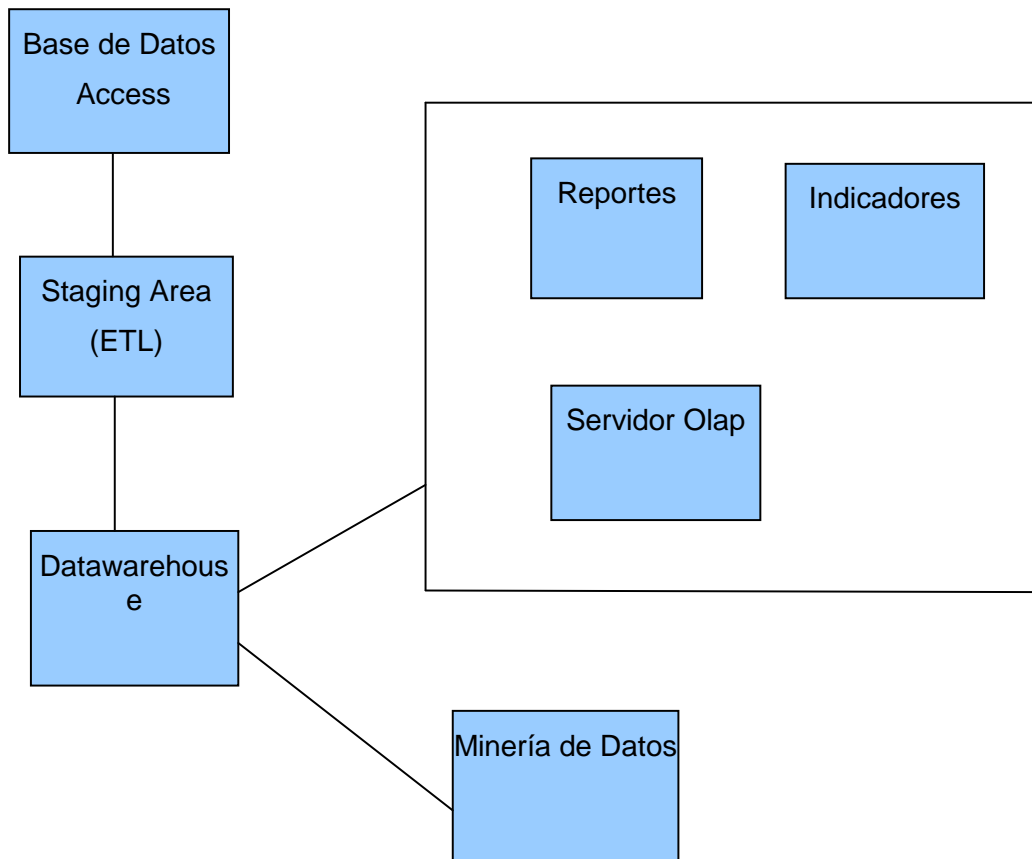 Base de Datos
Access
Reportes
Indicadores
Staging Area
(ETL)
Servidor Olap
Datawarehous
e
Minería de Datos